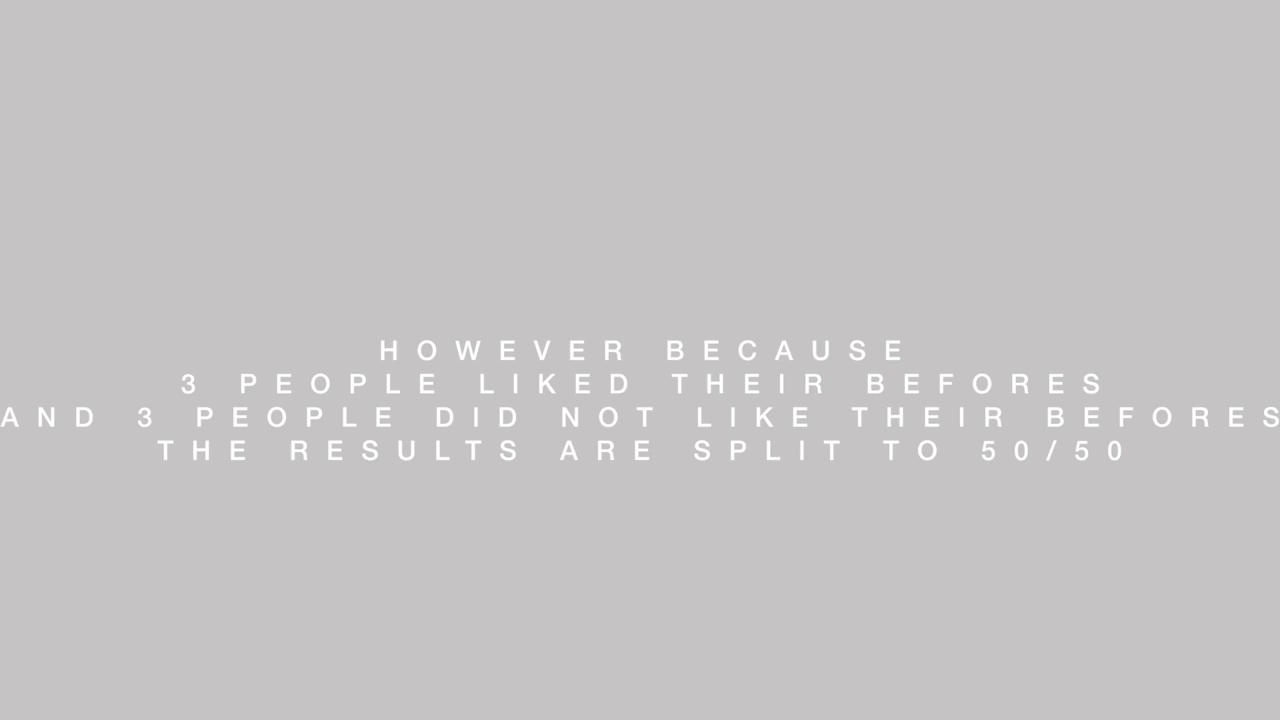 HOWEVER BECAUSE
3 PEOPLE LIKED THEIR BEFORES
AND 3 PEOPLE DID NOT LIKE THEIR BEFORES
THE RESULTS ARE SPLIT TO 50/50